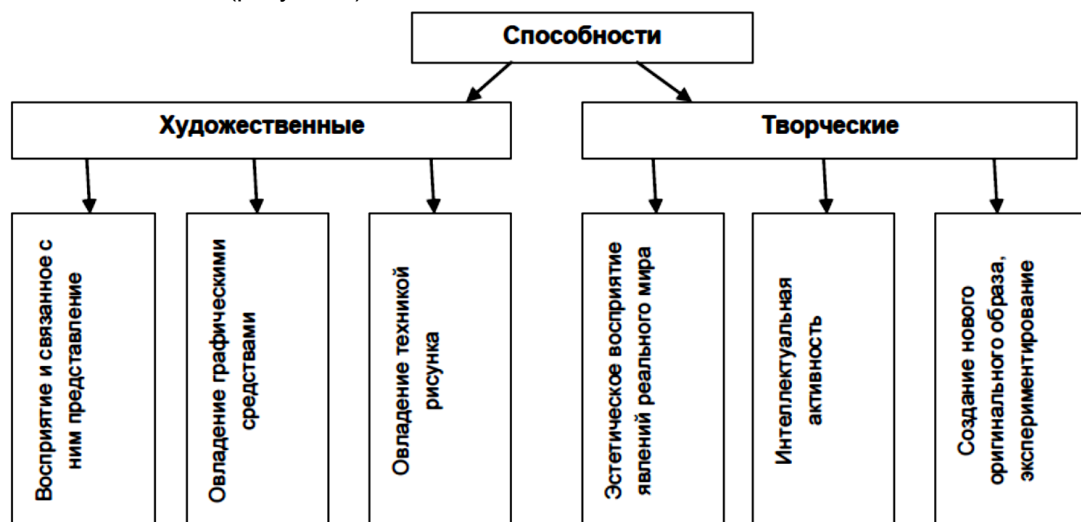 Способности
Художественные
Творческие
Восприятие и связанное с
ним представление
Овладение графическими
средствами
Овладение техникой
рисунка
Эстетическое восприятие
явлений реального мира
Интеллектуальная
активность
Создание нового
оригинального образа,
экспериментирование